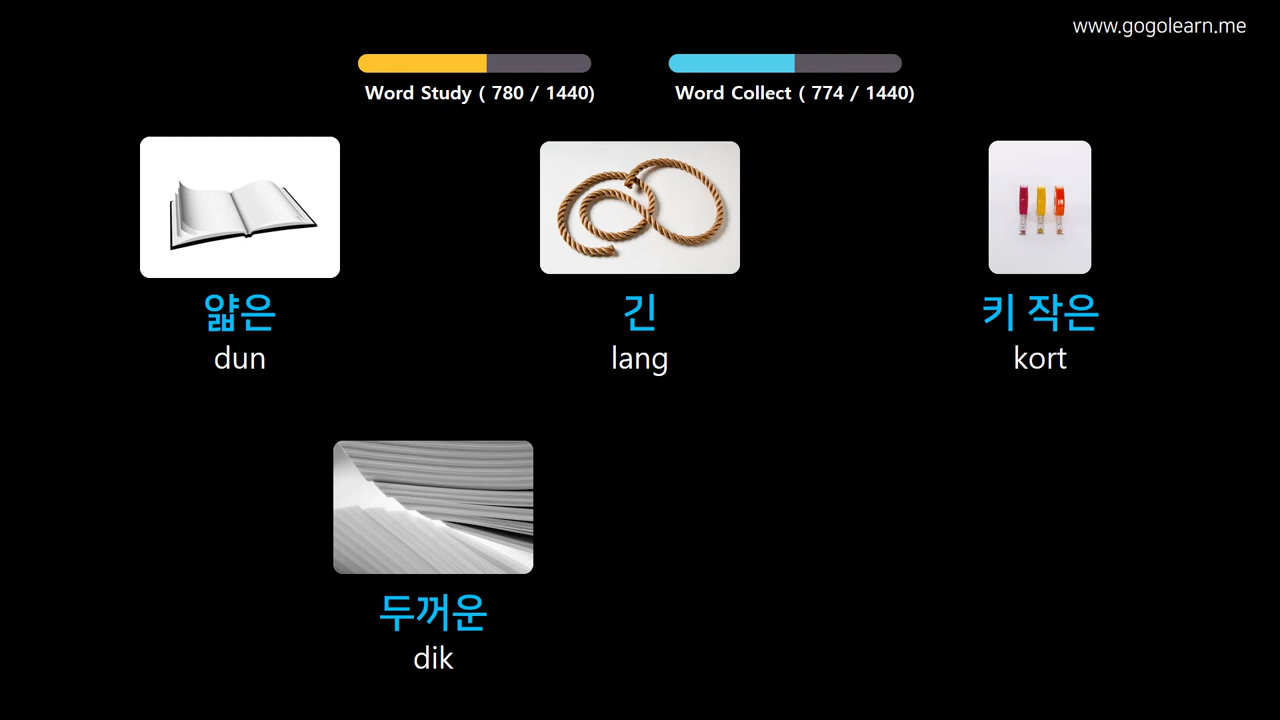 www.gogolearn.me
Word Study ( 780 / 1440)
Word Collect ( 774 / 1440)
얇은
dun
긴
lang
키 작은
kort
두꺼운
dik